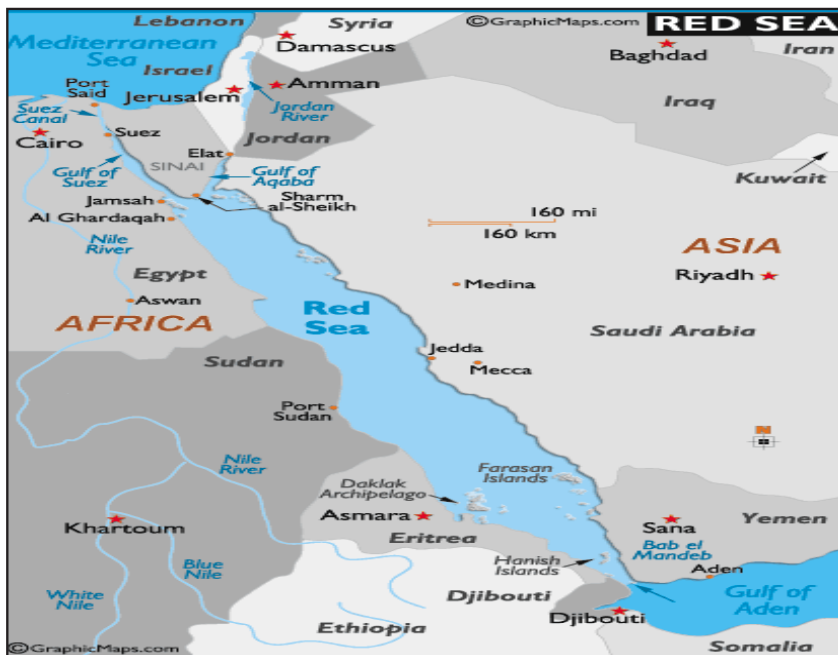 ©GraphicMaps.com
RED SEA
Lebanon
Syria
Mediterranean
Sea
Damascus
Baghdad
Iran
Israel
Port
Said
Jerusalem
Amman
Iraq
Suez
Canal
Jordan
River
Suez
Cairo
Jordan
Elat
Kuwait
Gulf of
Suez
SINAI
Gulf of
Aqaba
Jamsah
Sharm
al-Sheikh
Al Ghardaqah
160 mi
160 km
Nile
River
ASIA
Egypt
Medina
Riyadh
Aswan
AFRICA
Red
Sea
Saudi Arabia
Sudan
Jedda
Mecca
Port
Sudan
Nile
River
Daklak
Archipelago
Farasan
Islands
Khartoum
Asmara
Sana
Yemen
Eritrea
Bab el
Mandeb
Blue
Nile
Hanish
Islands
Aden
White
Nile
Djibouti
Gulf of
Aden
Djibouti
Ethiopia
Somalia
©GraphicMaps.com